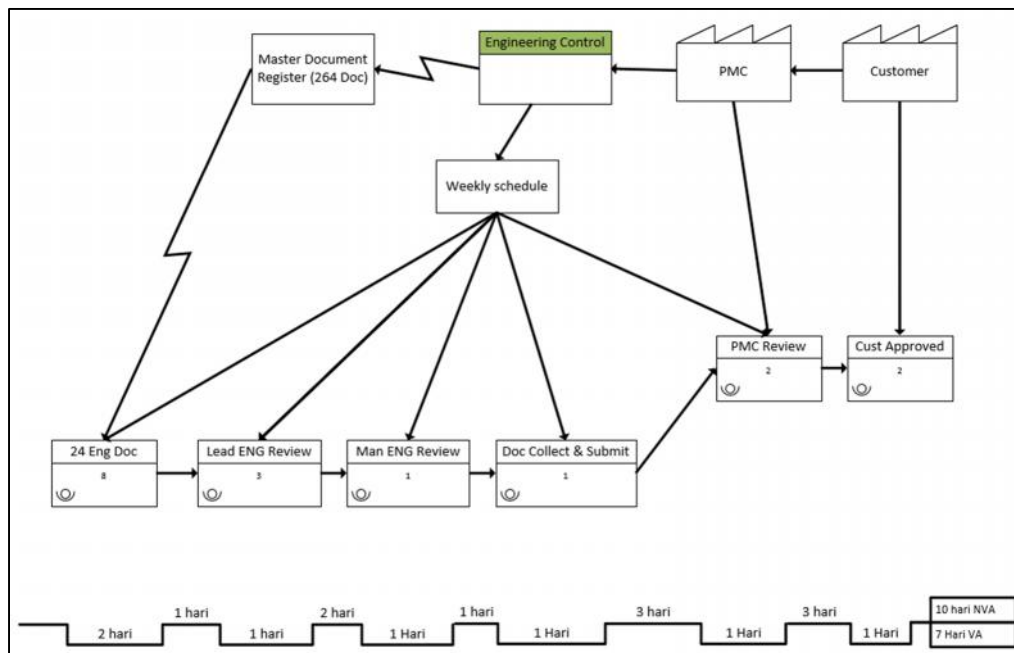 Engineering Control
Master Document
Register (264 Doc)
PMC
Customer
Weekly schedule
PMC Review
2
Cust Approved
2
24 Eng Doc
8
Lead ENG Review
3
Man ENG Review
1
Doc Collect & Submit
1
1 hari
2 hari
1 hari
3 hari
3 hari
10 hari NVA
2 hari
1 hari
1 Hari
1 Hari
1 Hari
1 Hari
7 Hari VA